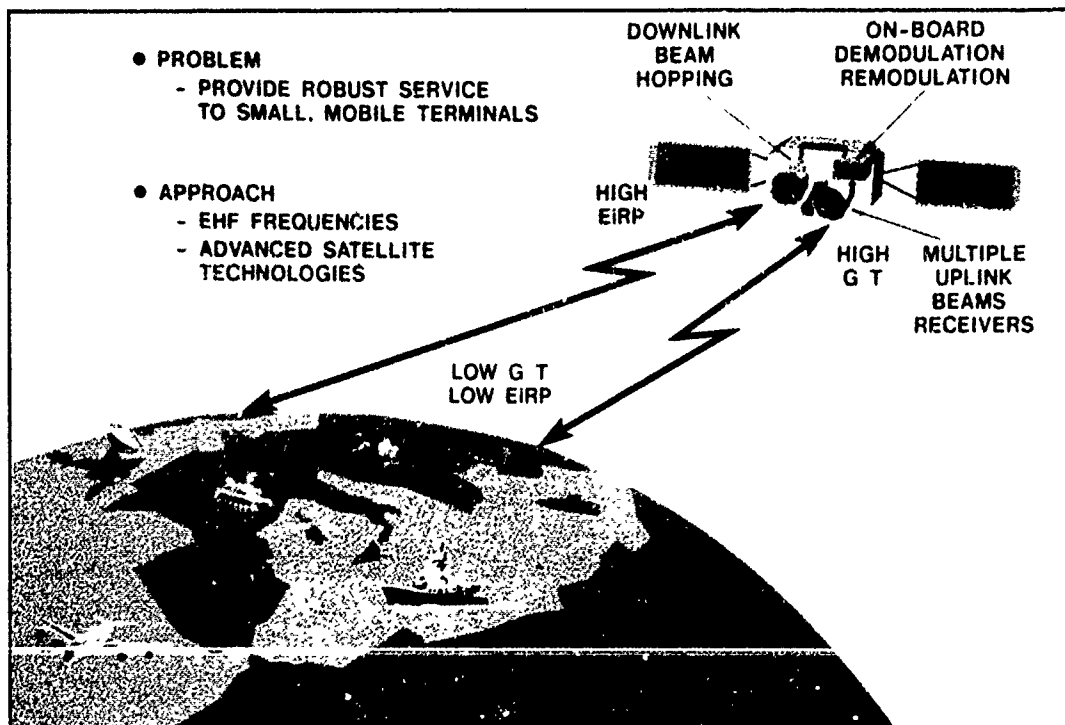 ● PROBLEM
- PROVIDE ROBUST SERVICE
TO SMALL, MOBILE TERMINALS
● APPROACH
- EHF FREQUENCIES
- ADVANCED SATELLITE
TECHNOLOGIES
DOWNLINK
BEAM
HOPPING
ON-BOARD
DEMODULATION
REMODULATION
HIGH
EiRP
HIGH
G T
MULTIPLE
UPLINK
BEAMS
RECEIVERS
LOW G T
LOW EiRP